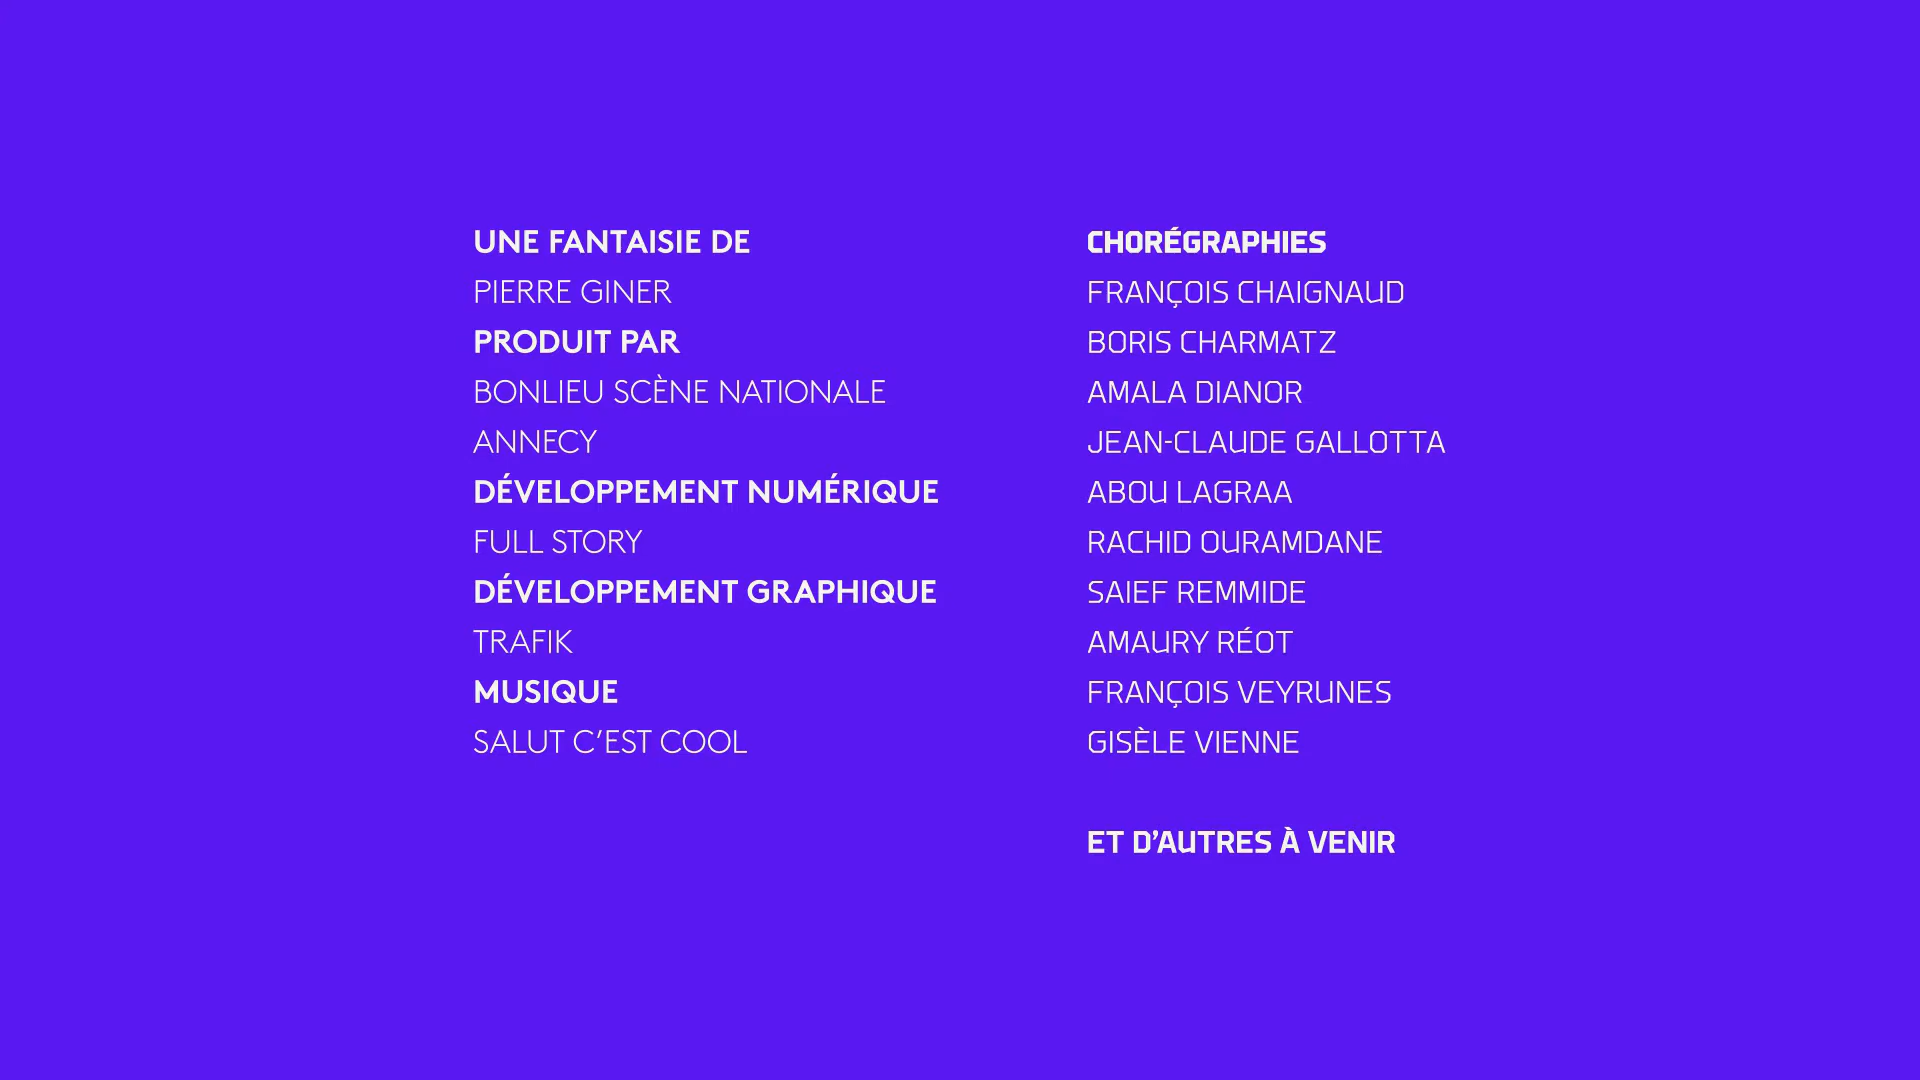 UNE FANTAISIE DE
PIERRE GINER
PRODUIT PAR
BONLIEU SCÈNE NATIONALE
ANNECY
DÉVELOPPEMENT NUMÉRIQUE
FULL STORY
DÉVELOPPEMENT GRAPHIQUE
TRAFIK
MUSIQUE
SALUT C’EST COOL
CHORÉGRAPHIES
FRANÇOIS CHAIGNAUD
BORIS CHARMATZ
AMALA DIANOR
JEAN-CLAUDE GALLOTTA
ABOU LAGRAA
RACHID OURAMDANE
SAIEF REMMIDE
AMAURY RÉOT
FRANÇOIS VEYRUNES
GISÈLE VIENNE
ET D’AUTRES À VENIR